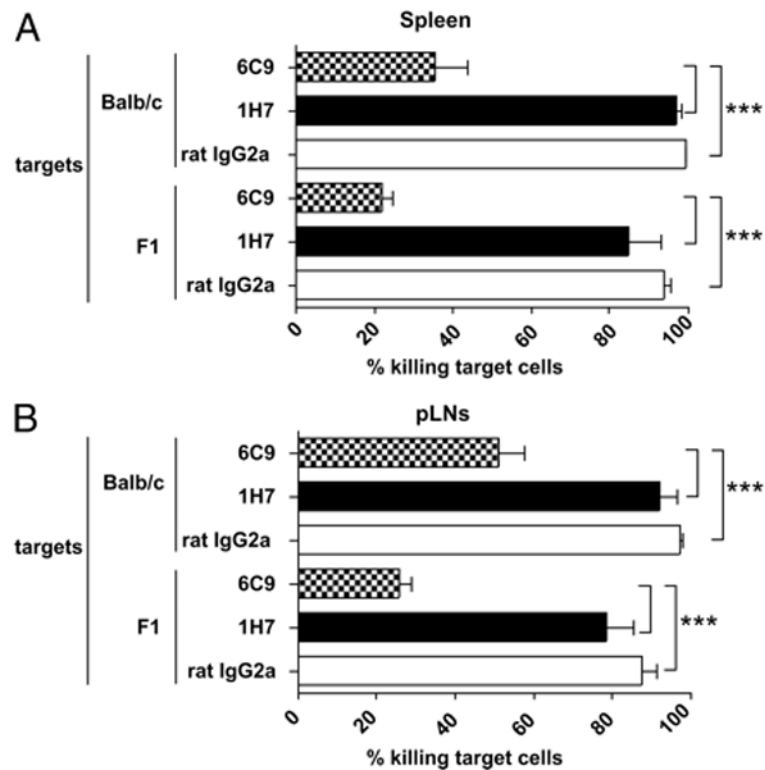 A
Spleen
targets
Balb/c
6C9
1H7
rat IgG2a
***
F1
6C9
1H7
rat IgG2a
***
0 20 40 60 80 100
% killing target cells
B
pLNs
targets
Balb/c
6C9
1H7
rat IgG2a
***
F1
6C9
1H7
rat IgG2a
***
0 20 40 60 80 100
% killing target cells